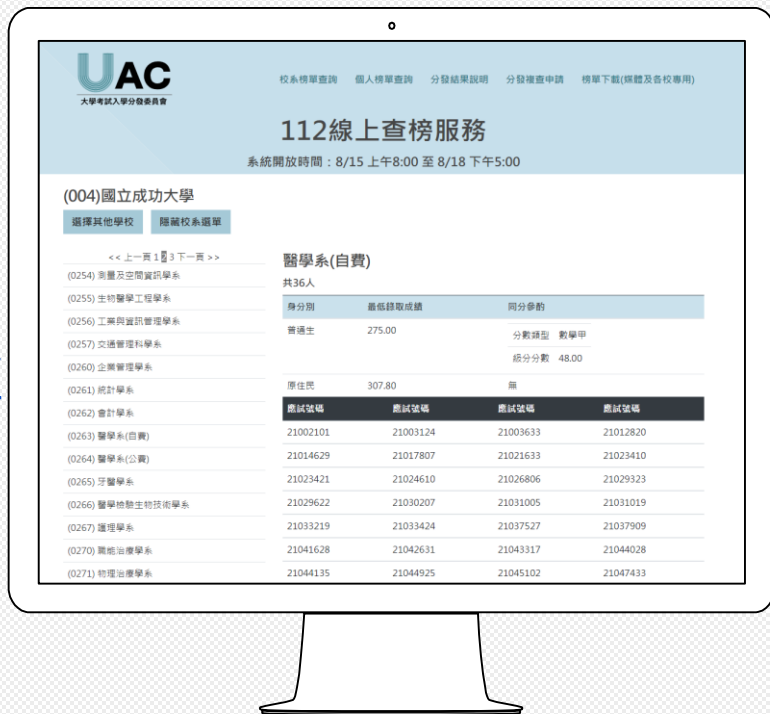 UAC
大學考試入學分發委員會
校系榜單查詢 個人榜單查詢 分發結果說明 分發複查申請 榜單下載(媒體及各校專用)
112線上查榜服務
系統開放時間：8/15 上午8:00 至 8/18 下午5:00
(004)國立成功大學
選擇其他學校 隱藏校系選單
<< 上一頁 1 2 3 下一頁 >>
(0254) 測量及空間資訊學系
(0255) 生物醫學工程學系
(0256) 工業與資訊管理學系
(0257) 交通管理科學系
(0260) 企業管理學系
(0261) 統計學系
(0262) 會計學系
(0263) 醫學系(自費)
(0264) 醫學系(公費)
(0265) 牙醫學系
(0266) 醫學檢驗生物技術學系
(0267) 護理學系
(0270) 職能治療學系
(0271) 物理治療學系
醫學系(自費)
共36人
身分別 最低錄取成績 同分參酌
普通生 275.00 分數類型 數學甲
級分分數 48.00
原住民 307.80 無
應試號碼 應試號碼 應試號碼 應試號碼
21002101 21003124 21003633 21012820
21014629 21017807 21021633 21023410
21023421 21024610 21026806 21029323
21029622 21030207 21031005 21031019
21033219 21033424 21037527 21037909
21041628 21042631 21043317 21044028
21044135 21044925 21045102 21047433